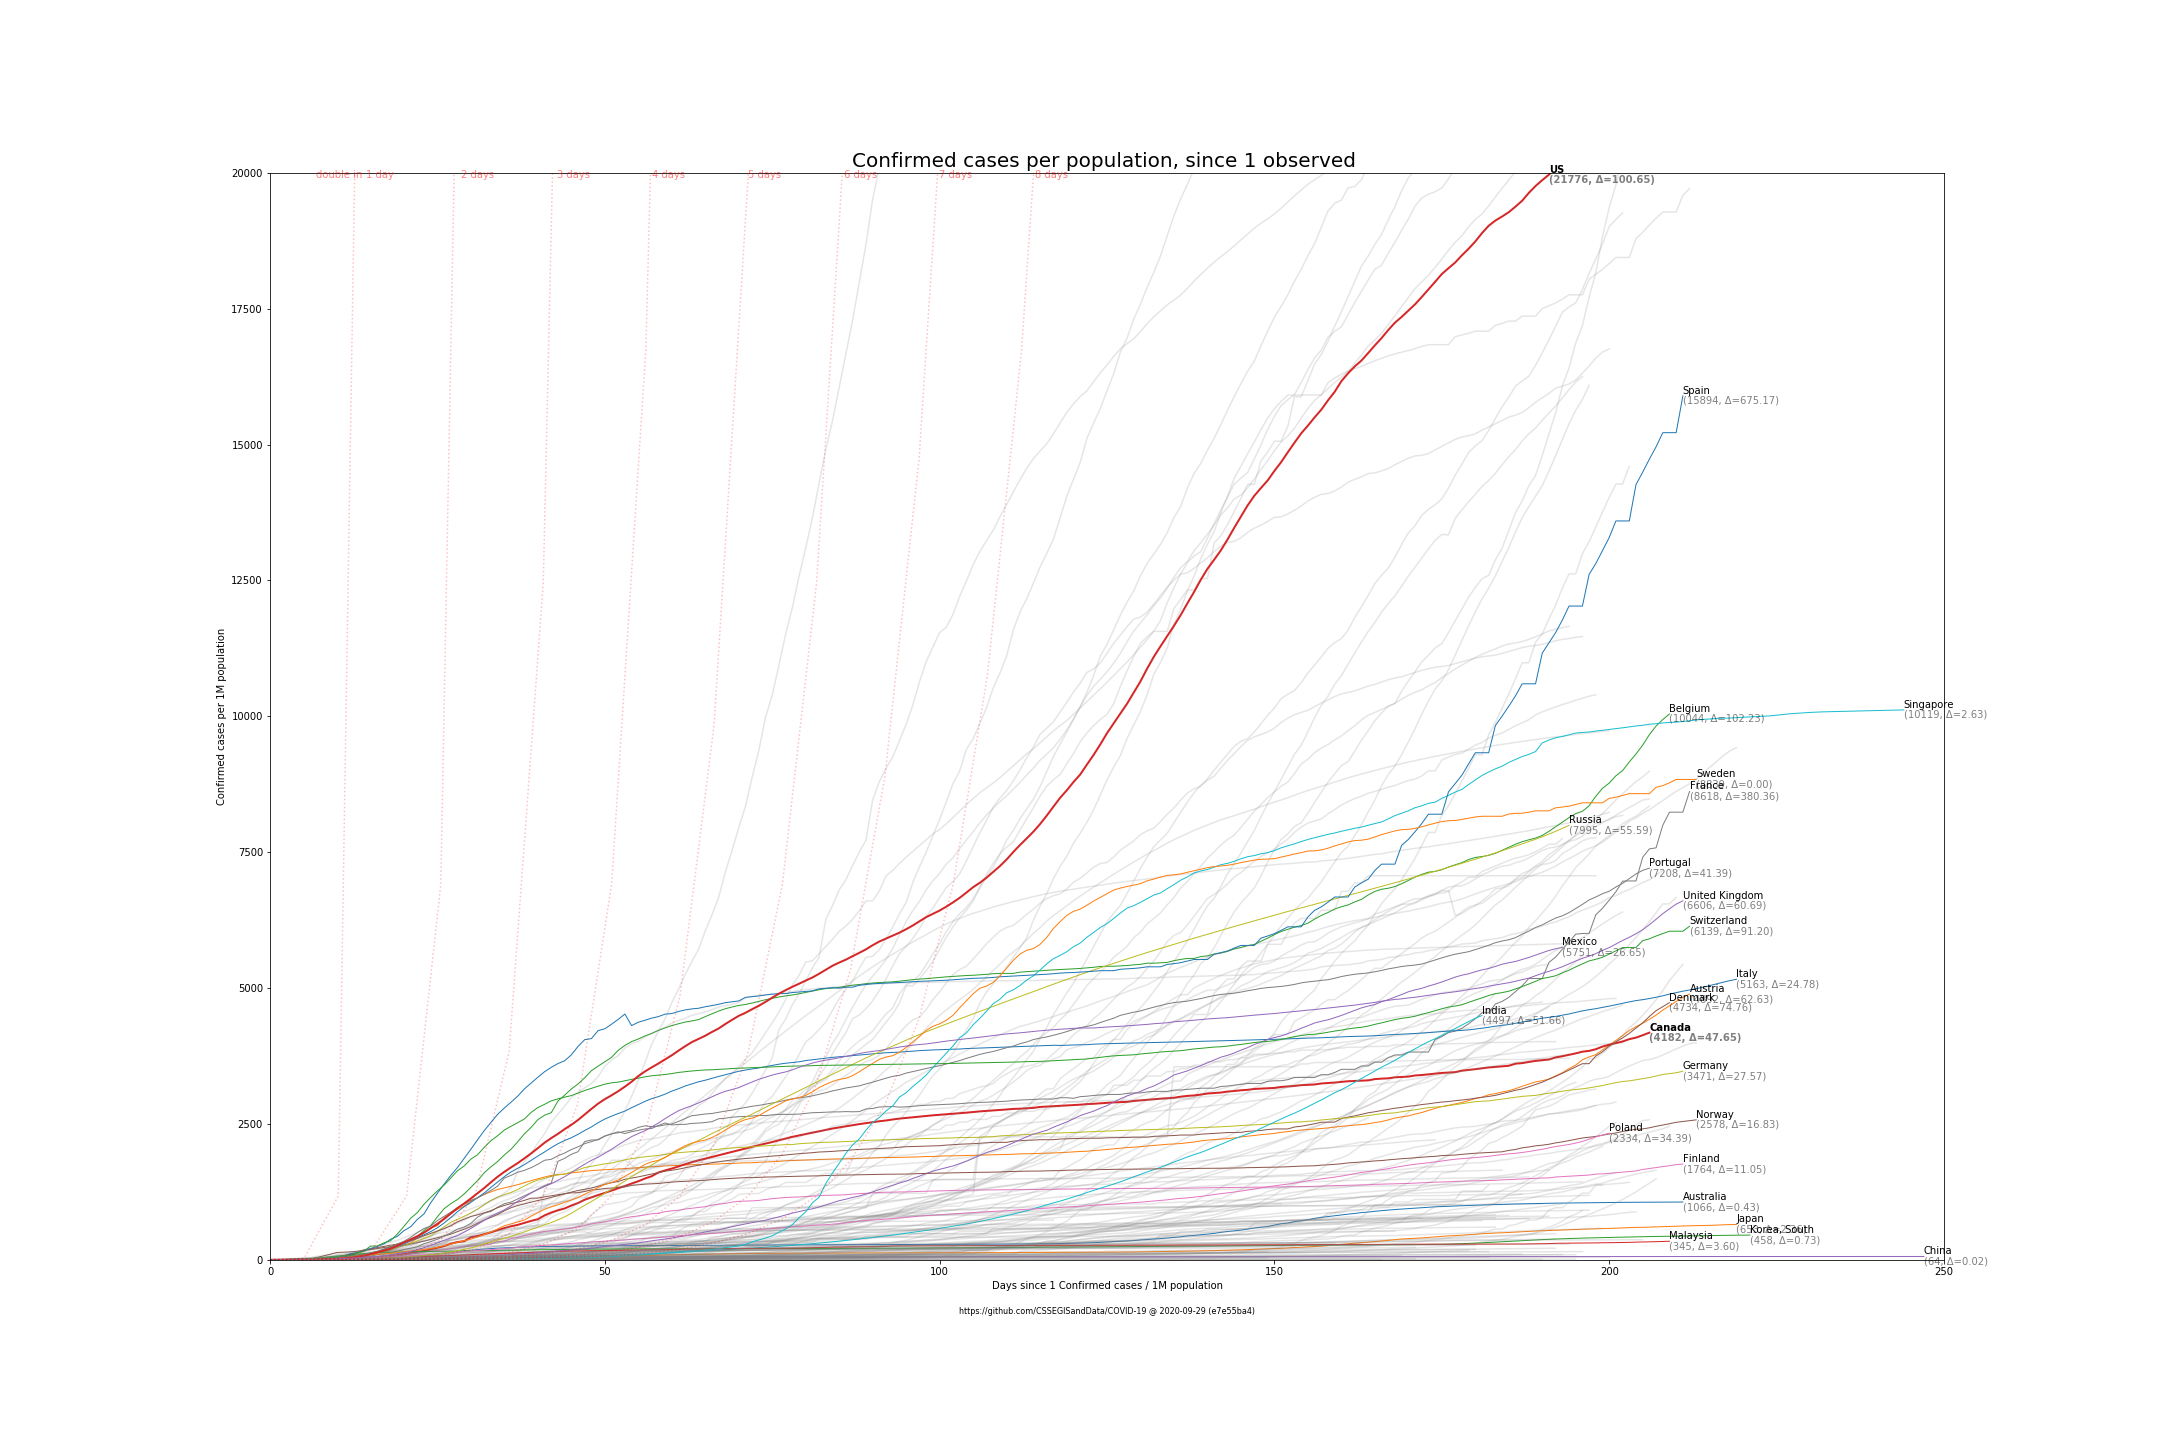 Confirmed cases per population, since 1 observed
double in 1 day
2 days
3 days
4 days
5 days
6 days
7 days
8 days
US
(21776, Δ=100.65)
Spain
(15894, Δ=675.17)
Belgium
(10044, Δ=102.23)
Singapore
(10119, Δ=2.63)
Sweden
Δ=0.00)
France
(8618, Δ=380.36)
Russia
(7995, Δ=55.59)
Portugal
(7208, Δ=41.39)
United Kingdom
(6606, Δ=60.69)
Switzerland
(6139, Δ=91.20)
Mexico
(5751, Δ=26.65)
Italy
(5163, Δ=24.78)
Austria
Δ=62.63)
Denmark
(4734, Δ=74.76)
India
(4497, Δ=51.66)
Canada
(4182, Δ=47.65)
Germany
(3471, Δ=27.57)
Norway
(2578, Δ=16.83)
Poland
(2334, Δ=34.39)
Finland
(1764, Δ=11.05)
Australia
(1066, Δ=0.43)
Japan
Korea, South
(458, Δ=0.73)
Malaysia
(345, Δ=3.60)
China
(64, Δ=0.02)
20000
17500
15000
12500
10000
7500
5000
2500
0
Confirmed cases per 1M population
0
50
100
150
200
250
Days since 1 Confirmed cases / 1M population
https://github.com/CSSEGISandData/COVID-19 @ 2020-09-29 (e7e55ba4)